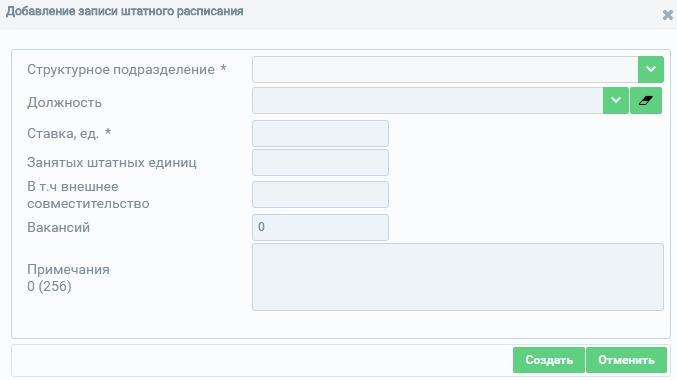 Добавление записи штатного расписания
Структурное подразделение *
Должность
Ставка, ед. *
Занятых штатных единиц
В т.ч внешнее
совместительство
Вакансий 0
Примечания
0 (256)
Создать Отменить